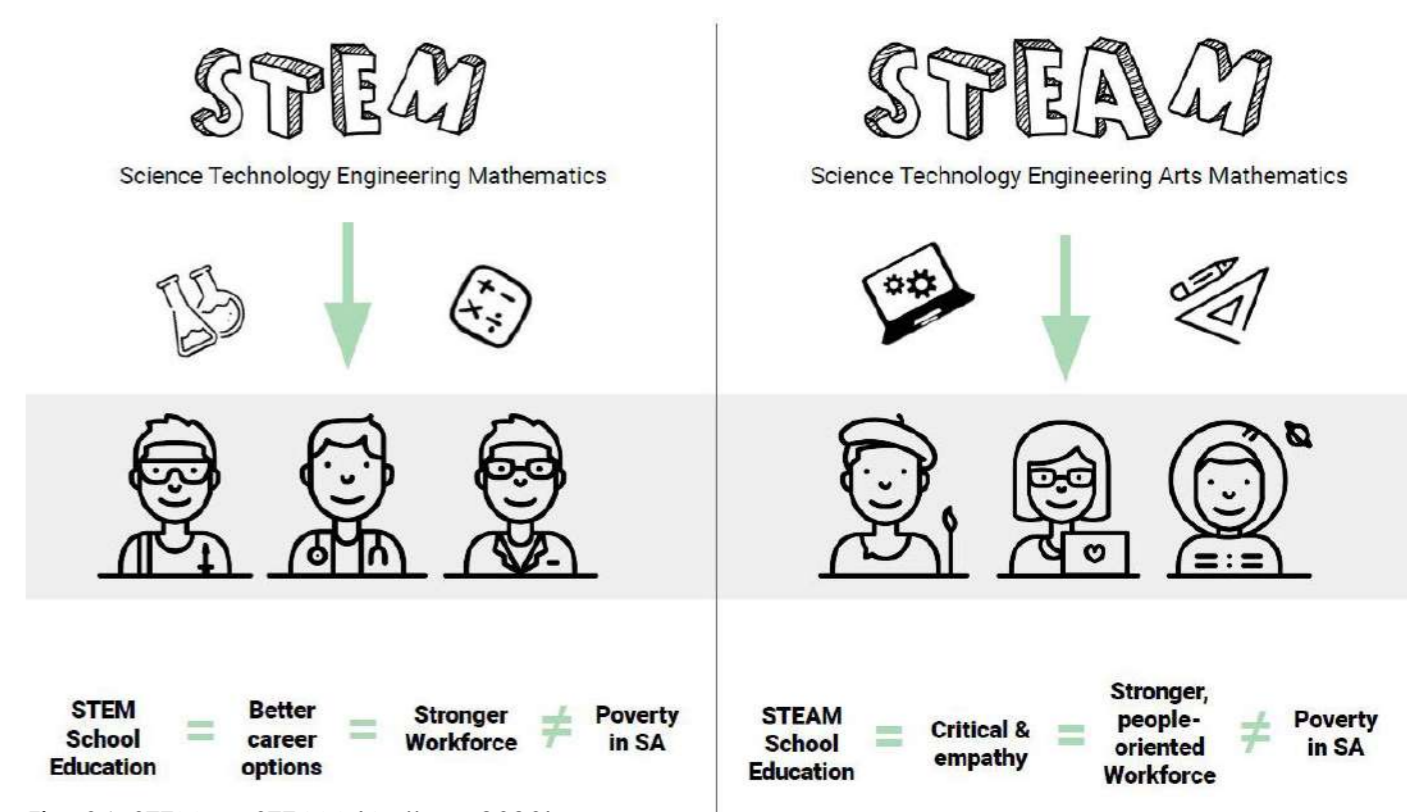 STEM
Science Technology Engineering Mathematics
STEM
School
Education
=
Better
career
options
=
Stronger
Workforce
≠
Poverty
in SA
STEAM
Science Technology Engineering Arts Mathematics
STEAM
School
Education
=
Critical &
empathy
=
Stronger,
people-
oriented
Workforce
≠
Poverty
in SA